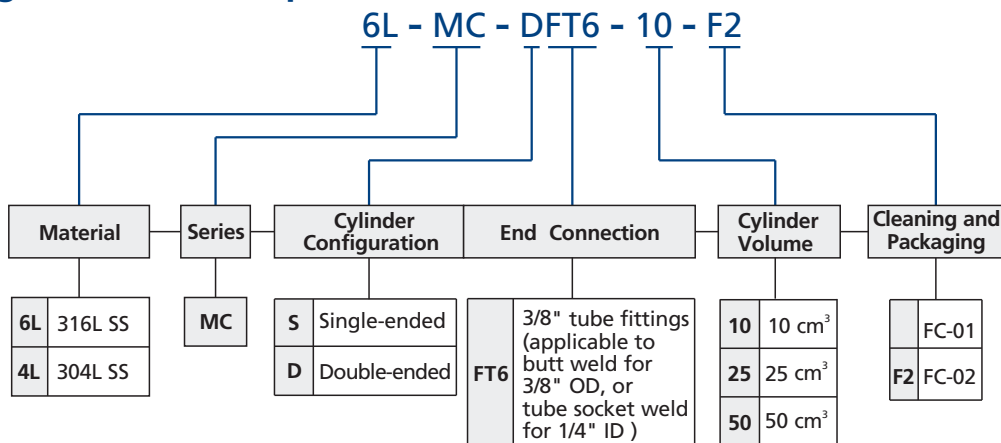 6L - MC - DFT6 - 10 - F2
Material
Series
Cylinder
Configuration
End Connection
Cylinder
Volume
Cleaning and
Packaging
6L 316L SS
4L 304L SS
MC
S Single-ended
D Double-ended
FT6
3/8" tube fittings
(applicable to
butt weld for
3/8" OD, or
tube socket weld
for 1/4" ID )
10 10 cm³
25 25 cm³
50 50 cm³
FC-01
F2 FC-02